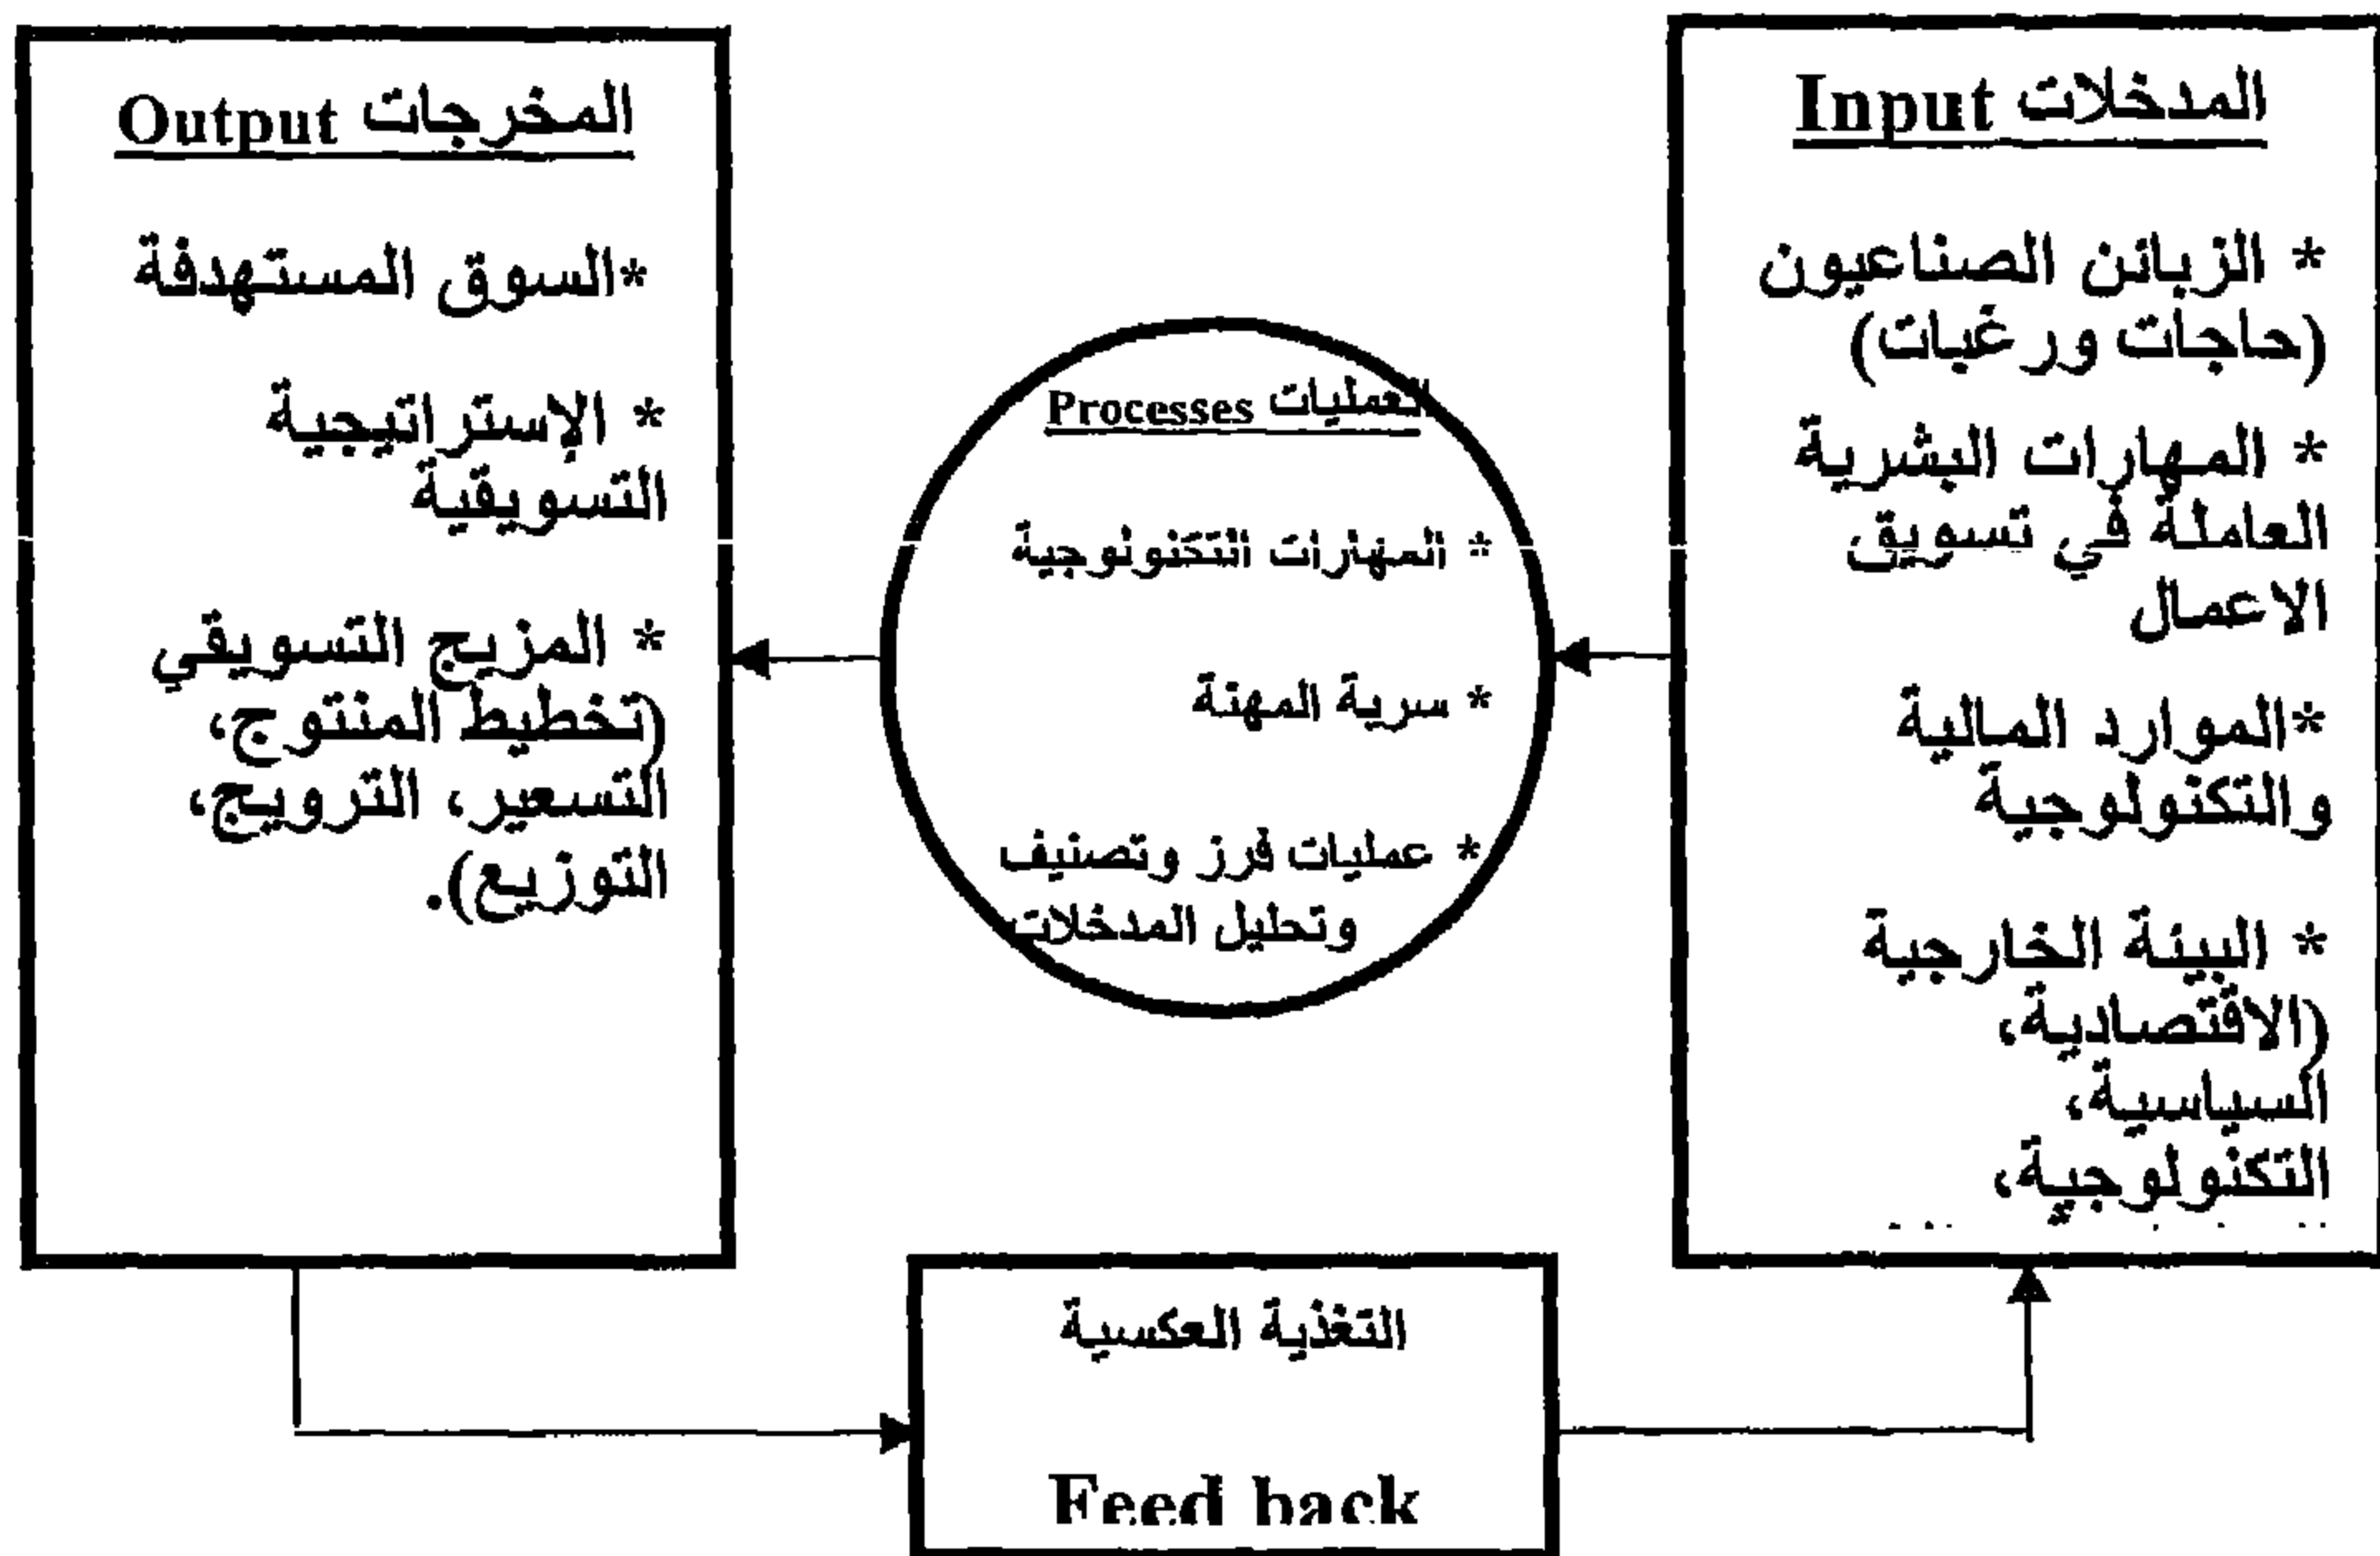 المدخلات Input
* الزبائن الصناعيون
(حاجات ورغبات)
* المهارات البشرية
العاملة في تسويق
الاعمال
*الموارد المالية
والتكنولوجية
* البيئة الخارجية
(الاقتصادية،
السياسية،
التكنولوجية،
العمليات Processes
* المهارات التكنولوجية
* سرية المهنة
* عمليات فرز وتصنيف
وتحليل المدخلات
المخرجات Output
*السوق المستهدفة
* الإستراتيجية
التسويقية
* المزيج التسويقي
(تخطيط المنتوج،
التسعير، الترويج،
التوزيع).
التغذية العكسية
Feed back